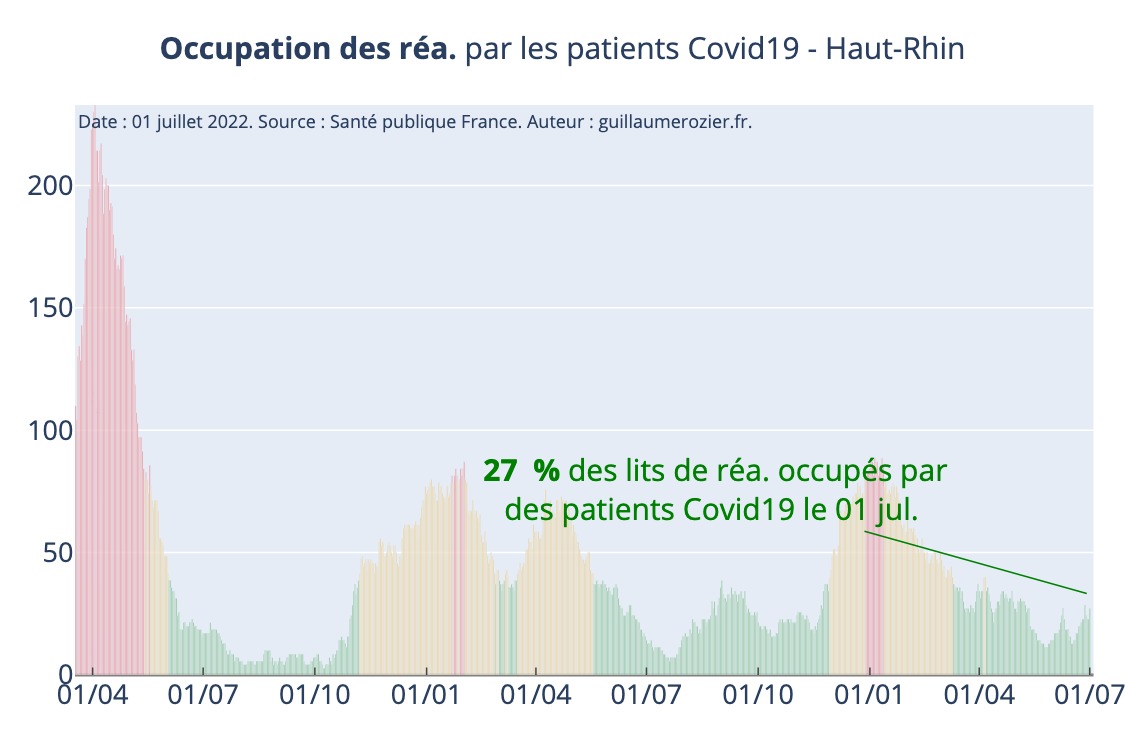 Occupation des réa. par les patients Covid19 - Haut-Rhin
Date : 01 juillet 2022. Source : Santé publique France. Auteur : guillaumerozier.fr.
200
150
100
27 % des lits de réa. occupés par
des patients Covid19 le 01 jul.
50
0
01/04 01/07 01/10 01/01 01/04 01/07 01/10 01/01 01/04 01/07